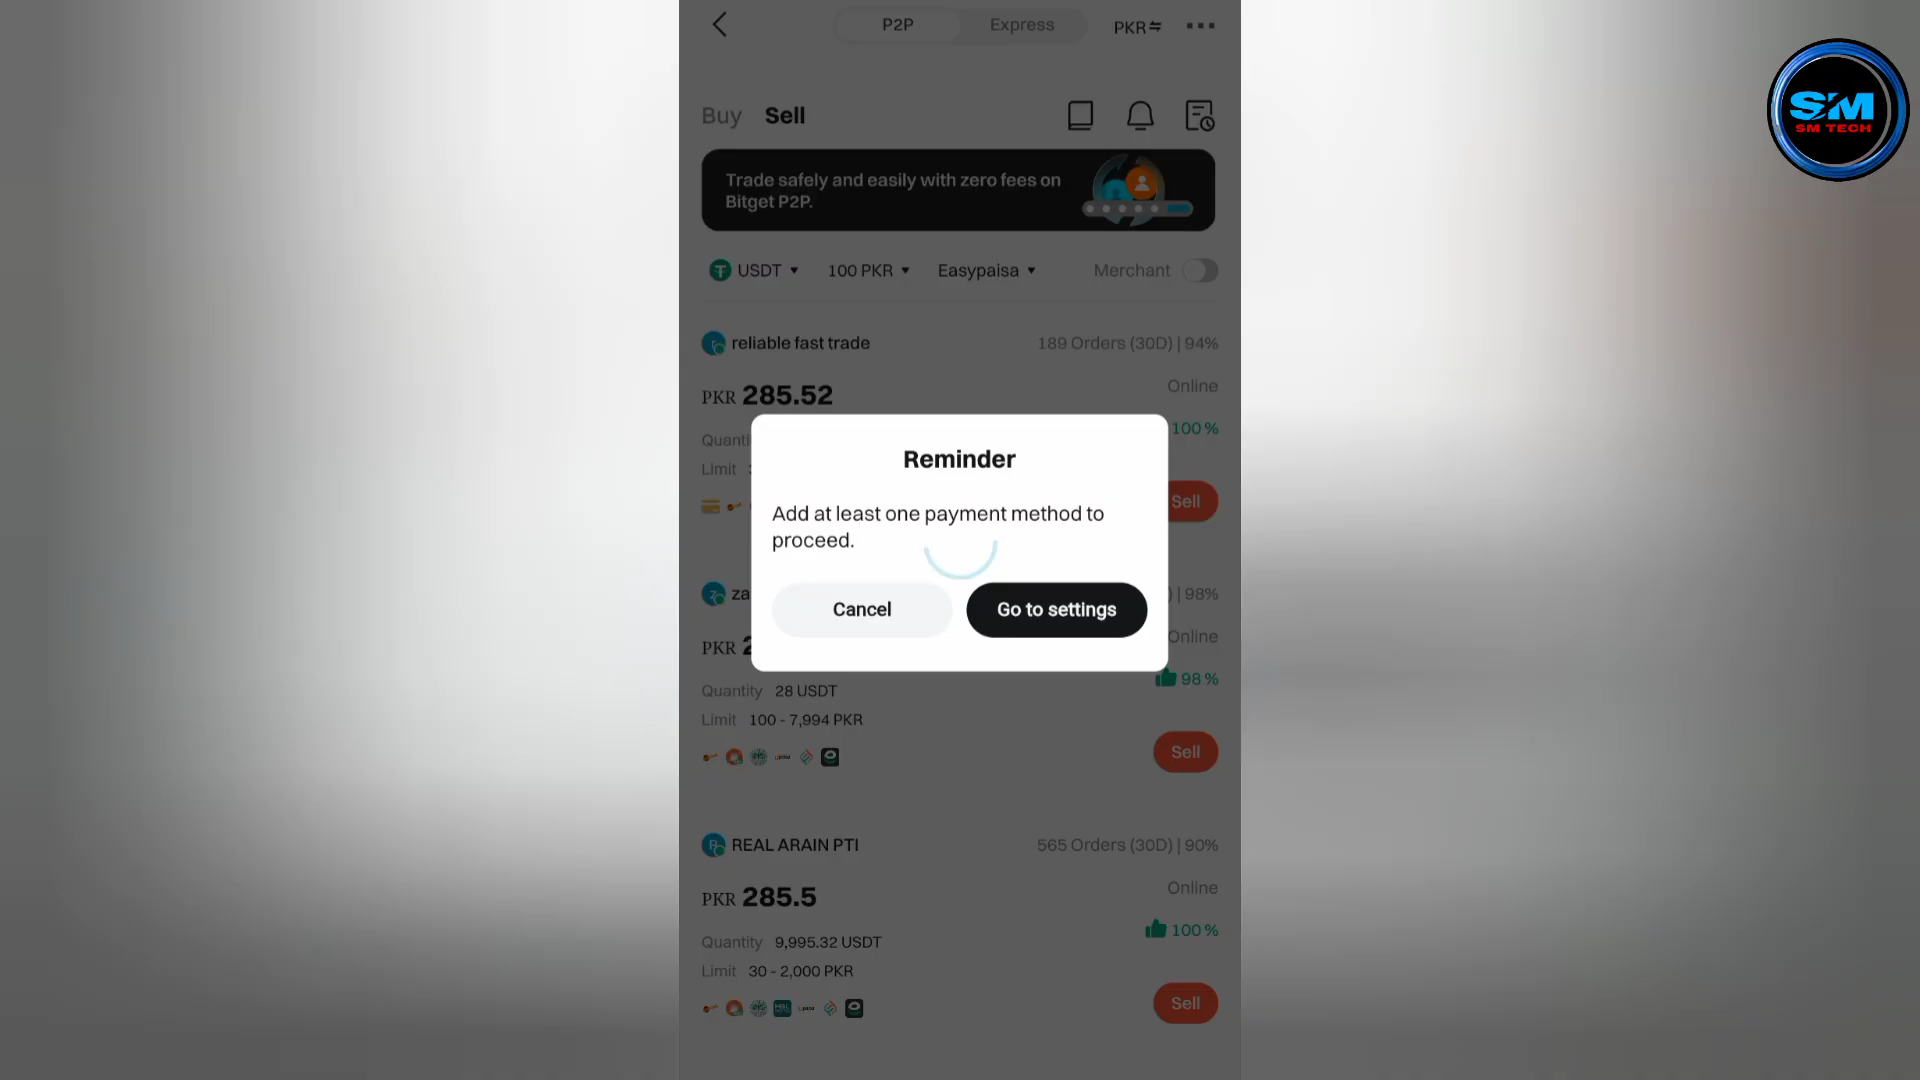 P2P Express PKR
SM
SM TECH
Buy Sell
Trade safely and easily with zero fees on
Bitget P2P.
USDT 100 PKR Easypaisa Merchant
reliable fast trade 189 Orders (30D) | 94%
PKR 285.52 Online
100 %
Quanti
Limit
Sell
Reminder
Add at least one payment method to
proceed.
Cancel Go to settings
za ) | 98%
PKR 2 Online
98 %
Quantity 28 USDT
Limit 100 - 7,994 PKR
Sell
REAL ARAIN PTI 565 Orders (30D) | 90%
PKR 285.5 Online
100 %
Quantity 9,995.32 USDT
Limit 30 - 2,000 PKR
Sell